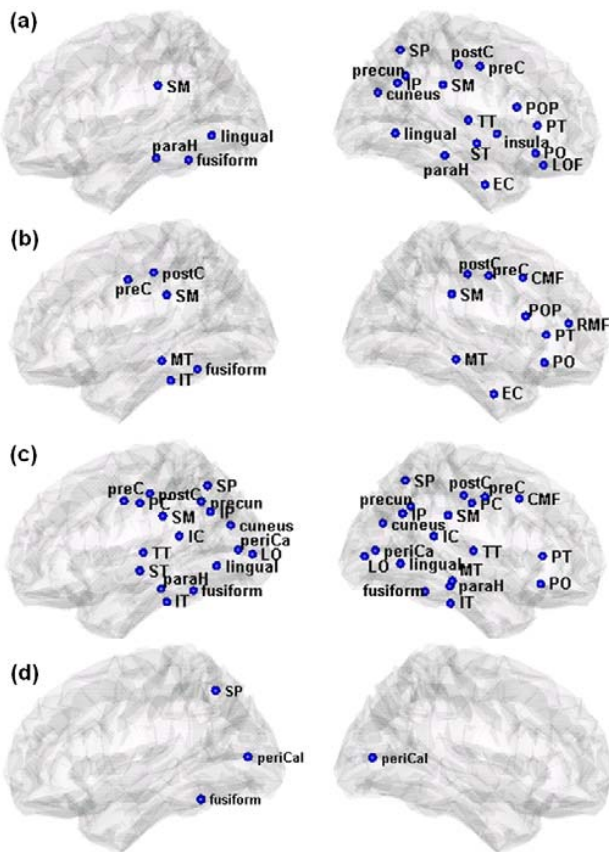 (a)
SM
lingual
paraH
fusiform
SP
postC
preC
precun
IP
SM
cuneus
POP
TT
PT
lingual
insula
ST
PO
paraH
LOF
EC
(b)
postC
preC
SM
MT
fusiform
IT
postC
preC
CMF
SM
POP
RMF
PT
MT
PO
EC
(c)
SP
preC
postC
PC
precun
IP
SM
cuneus
IC
periCa
TT
LO
ST
lingual
paraH
fusiform
IT
SP
postC
preC
precun
PC
CMF
IP
SM
cuneus
IC
periCa
TT
PT
LO
lingual
MT
fusiform
paraH
PO
IT
(d)
SP
periCal
fusiform
periCal